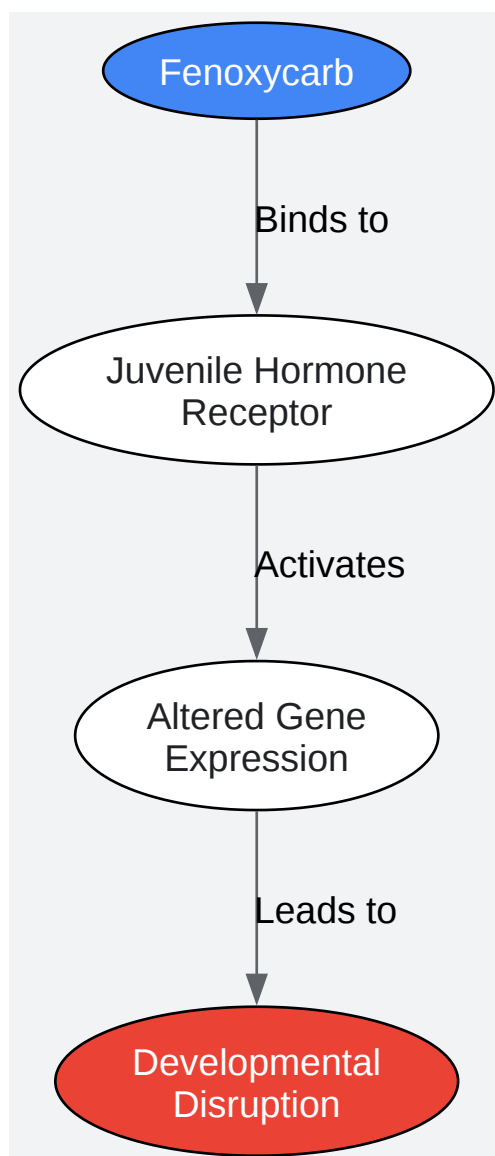 Fenoxycarb
Binds to
Juvenile Hormone
Receptor
Activates
Altered Gene
Expression
Leads to
Developmental
Disruption